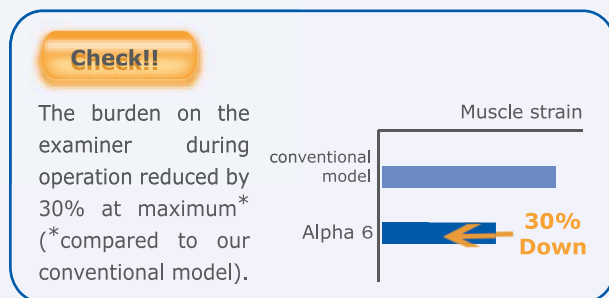 Check!!
The burden on the
examiner during
operation reduced by
30% at maximum*
(*compared to our
conventional model).
Muscle strain
conventional
model
Alpha 6
30%
Down